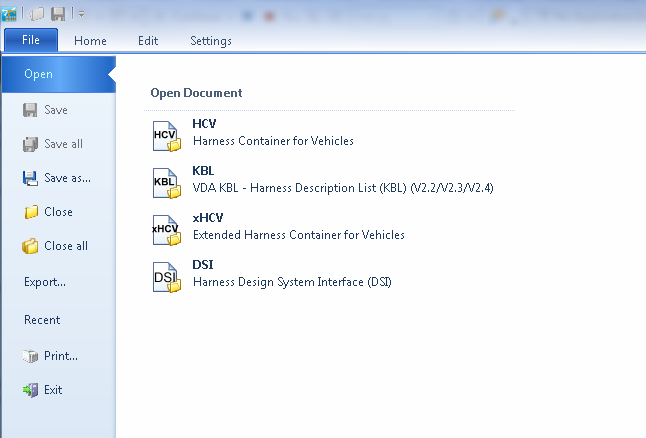 File Home Edit Settings
Open
Save
Save all
Save as...
Close
Close all
Export...
Recent
Print...
Exit
Open Document
HCV
HCV
Harness Container for Vehicles
KBL
KBL
VDA KBL - Harness Description List (KBL) (V2.2/V2.3/V2.4)
xHCV
xHCV
Extended Harness Container for Vehicles
DSI
DSI
Harness Design System Interface (DSI)